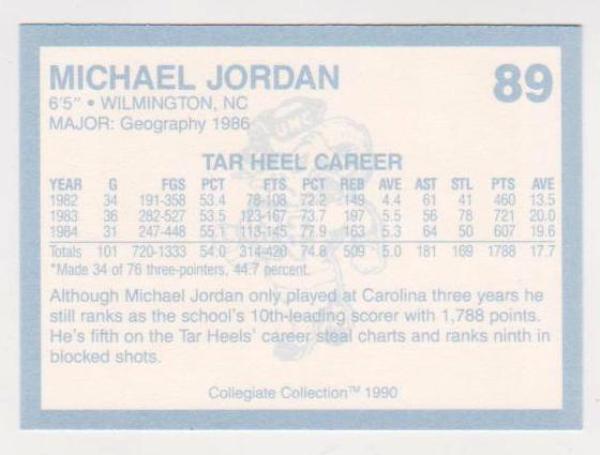 MICHAEL JORDAN 89
6'5" • WILMINGTON, NC
MAJOR: Geography 1986
UNC
TAR HEEL CAREER
YEAR G FGS PCT FTS PCT REB AVE AST STL PTS AVE
1982 34 191-358 53.4 78-108 72.2 149 4.4 61 41 460 13.5
1983 36 282-527 53.5 123-167 73.7 197 5.5 56 78 721 20.0
1984 31 247-448 55.1 113-145 77.9 163 5.3 64 50 607 19.6
Totals 101 720-1333 54.0 314-420 74.8 509 5.0 181 169 1788 17.7
*Made 34 of 76 three-pointers, 44.7 percent.
Although Michael Jordan only played at Carolina three years he
still ranks as the school's 10th-leading scorer with 1,788 points.
He's fifth on the Tar Heels' career steal charts and ranks ninth in
blocked shots.
Collegiate Collection™ 1990